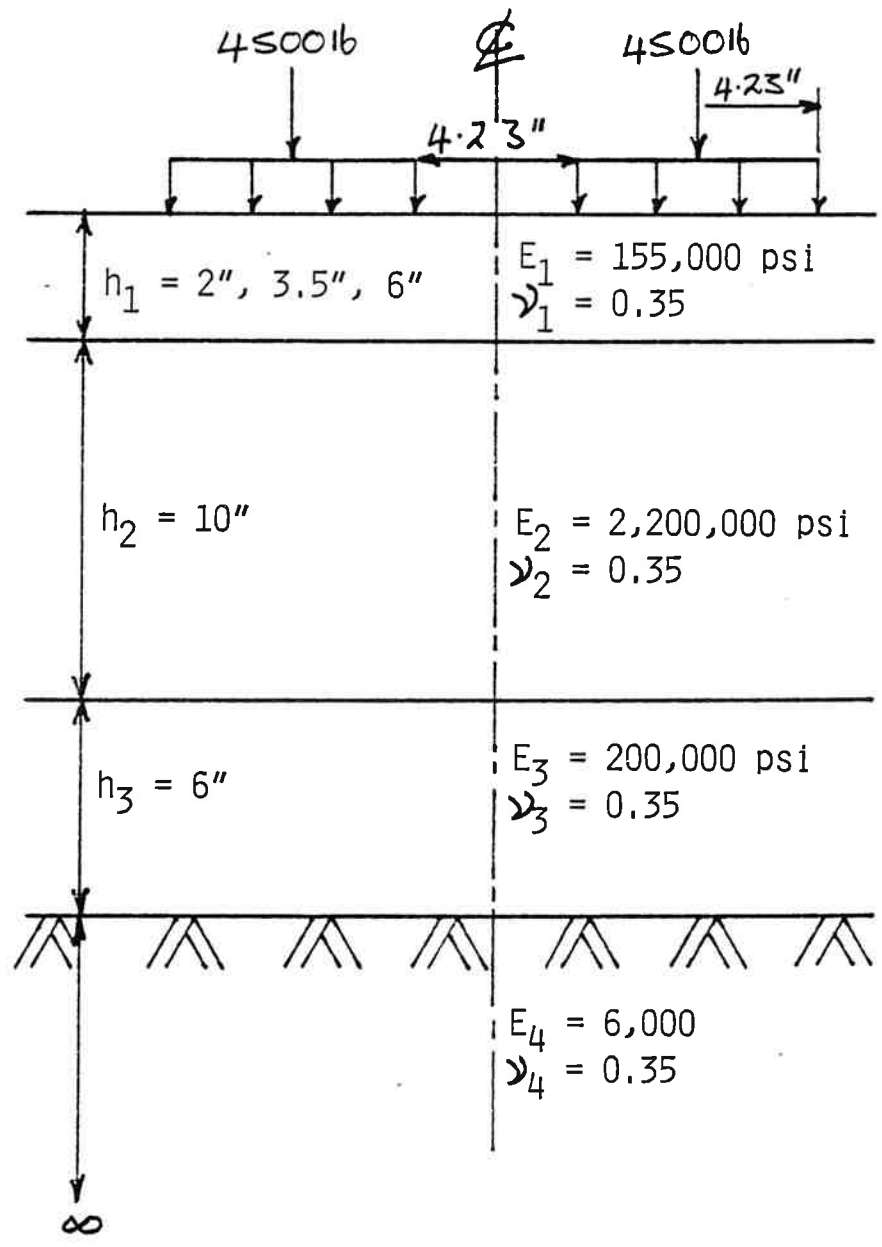 4500lb ℄ 4500lb
4.23"
4.23"
E1 = 155,000 psi
h1 = 2", 3.5", 6"
ν1 = 0.35
h2 = 10"
E2 = 2,200,000 psi
ν2 = 0.35
E3 = 200,000 psi
h3 = 6"
ν3 = 0.35
E4 = 6,000
ν4 = 0.35
∞